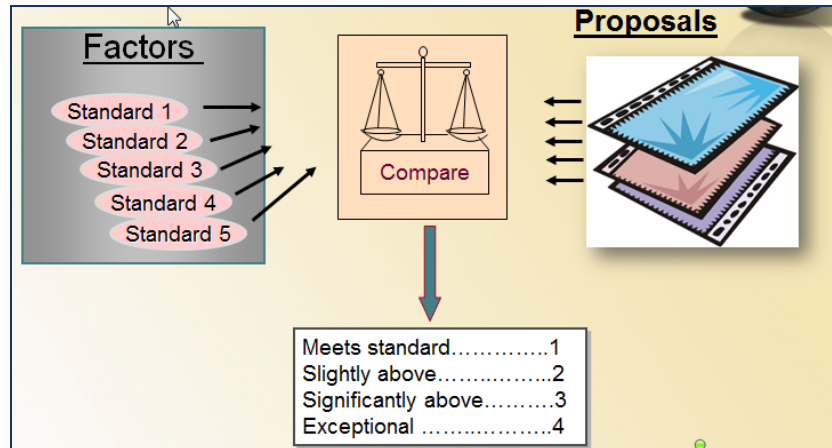 Factors
Proposals
Standard 1
Standard 2
Standard 3
Standard 4
Standard 5
Compare
Meets standard…………..1
Slightly above……..……...2
Significantly above……….3
Exceptional ……..………..4